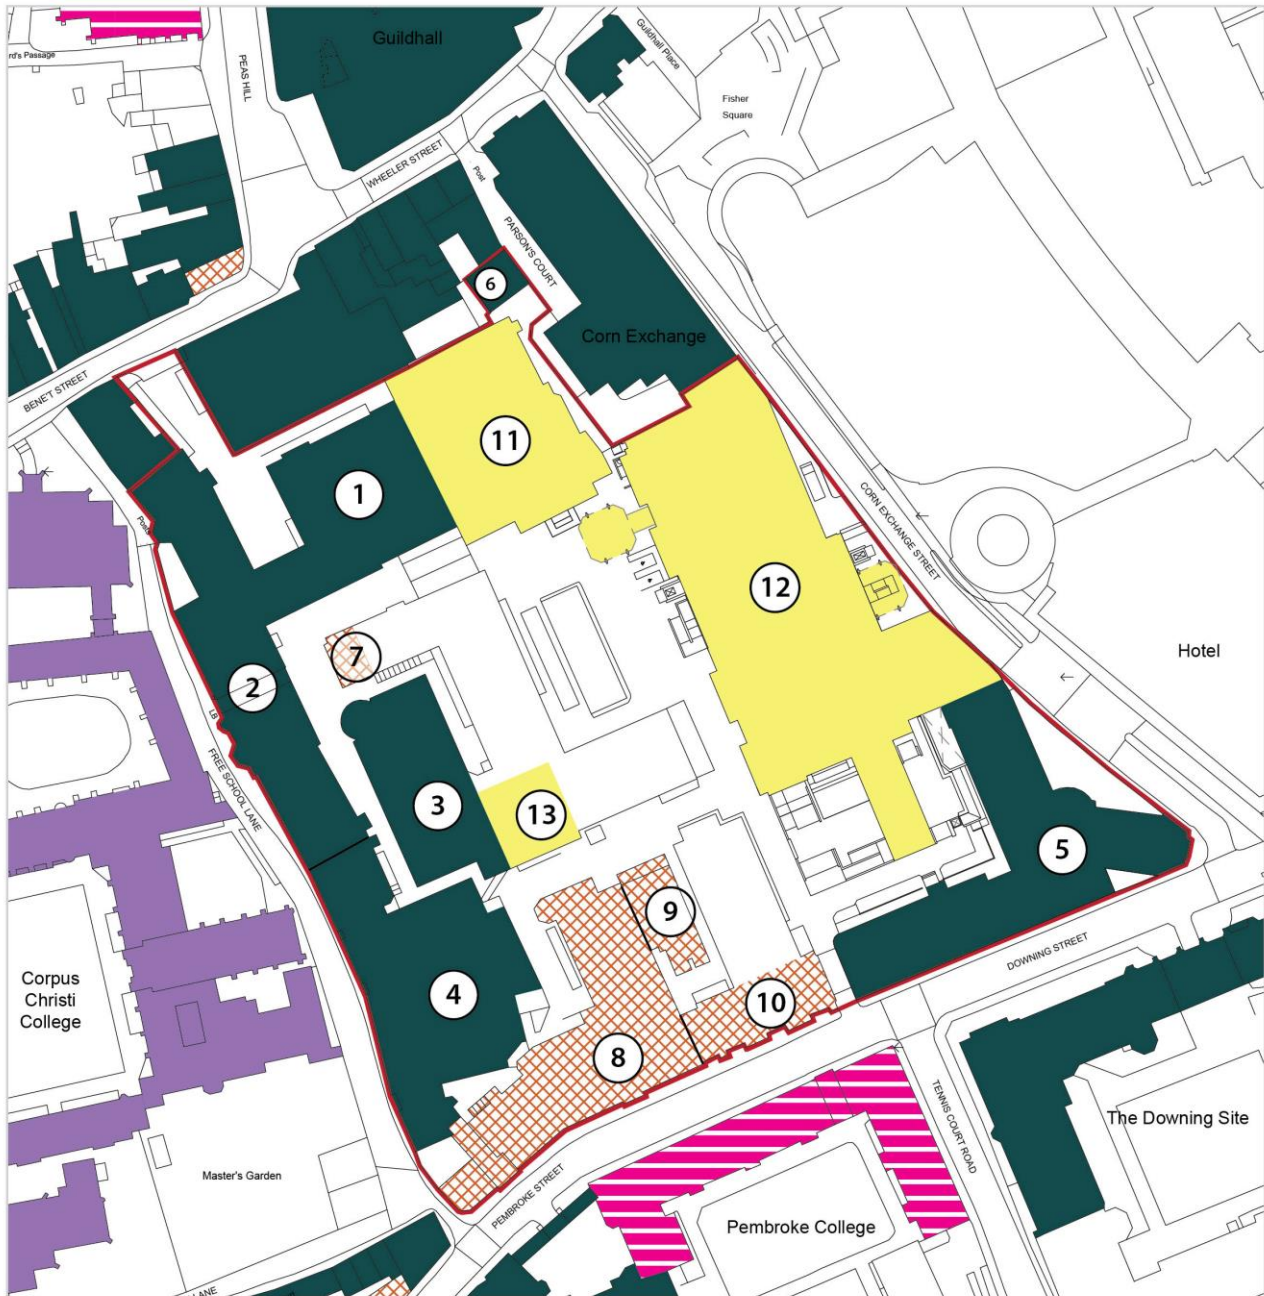 Guildhall
rd's Passage
PEAS HILL
Guildhall Place
Fisher
Square
WHEELER STREET
Post
PARSON'S COURT
6
Corn Exchange
BENE'T STREET
11
1
Posts
CORN EXCHANGE STREET
12
7
Hotel
2
LB
FREE SCHOOL LANE
3
13
5
9
DOWNING STREET
Corpus
Christi
College
4
10
8
TENNIS COURT ROAD
The Downing Site
Master's Garden
PEMBROKE STREET
Pembroke College
LANE